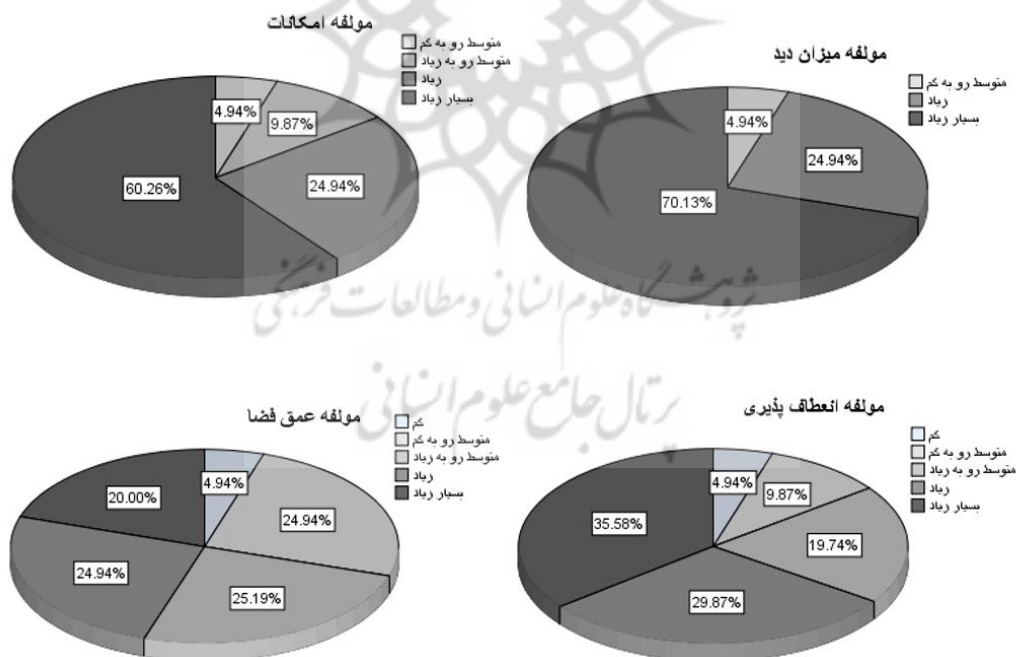 مولفه امکانات
متوسط رو به کم
متوسط رو به زیاد
زیاد
بسیار زیاد
4.94%
9.87%
24.94%
60.26%
مولفه میزان دید
متوسط رو به کم
زیاد
بسیار زیاد
4.94%
24.94%
70.13%
پژوهشگاه علوم انسانی و مطالعات فرهنگی
پرتال جامع علوم انسانی
مولفه عمق فضا
کم
متوسط رو به کم
متوسط رو به زیاد
زیاد
بسیار زیاد
4.94%
24.94%
25.19%
24.94%
20.00%
مولفه انعطاف پذیری
کم
متوسط رو به کم
متوسط رو به زیاد
زیاد
بسیار زیاد
4.94%
9.87%
19.74%
29.87%
35.58%